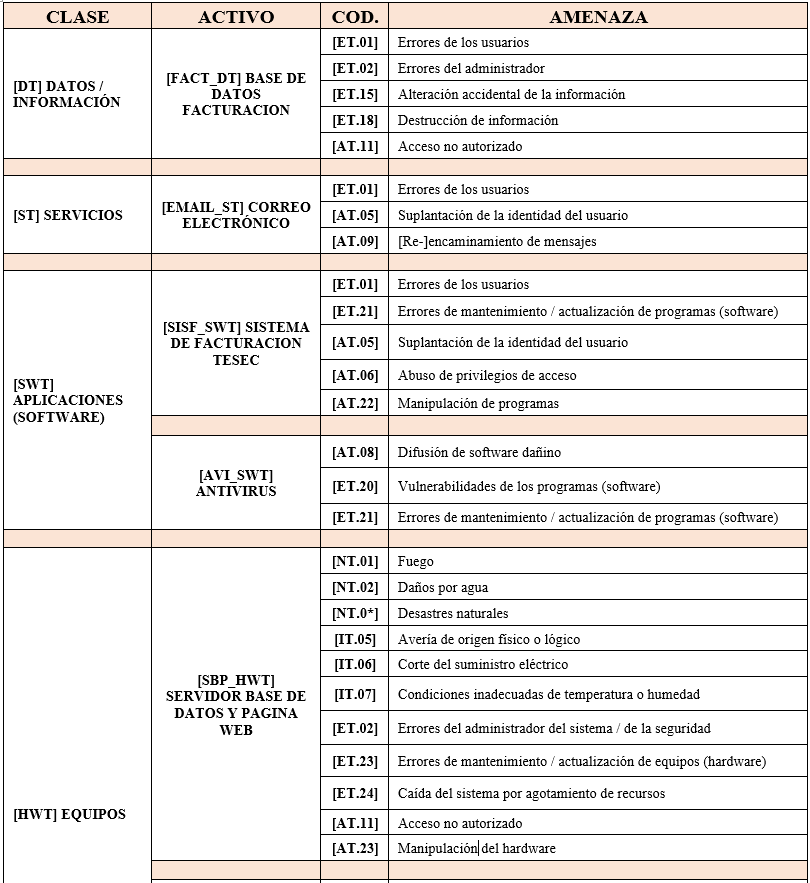 CLASE ACTIVO COD. AMENAZA
[DT] DATOS /
INFORMACIÓN
[FACT_DT] BASE DE
DATOS
FACTURACION
[ET.01] Errores de los usuarios
[ET.02] Errores del administrador
[ET.15] Alteración accidental de la información
[ET.18] Destrucción de información
[AT.11] Acceso no autorizado
[ST] SERVICIOS
[EMAIL_ST] CORREO
ELECTRÓNICO
[ET.01] Errores de los usuarios
[AT.05] Suplantación de la identidad del usuario
[AT.09] [Re-]encaminamiento de mensajes
[SWT]
APLICACIONES
(SOFTWARE)
[SISF_SWT] SISTEMA
DE FACTURACION
TESEC
[ET.01] Errores de los usuarios
[ET.21] Errores de mantenimiento / actualización de programas (software)
[AT.05] Suplantación de la identidad del usuario
[AT.06] Abuso de privilegios de acceso
[AT.22] Manipulación de programas
[AVI_SWT]
ANTIVIRUS
[AT.08] Difusión de software dañino
[ET.20] Vulnerabilidades de los programas (software)
[ET.21] Errores de mantenimiento / actualización de programas (software)
[HWT] EQUIPOS
[SBP_HWT]
SERVIDOR BASE DE
DATOS Y PAGINA
WEB
[NT.01] Fuego
[NT.02] Daños por agua
[NT.0*] Desastres naturales
[IT.05] Avería de origen físico o lógico
[IT.06] Corte del suministro eléctrico
[IT.07] Condiciones inadecuadas de temperatura o humedad
[ET.02] Errores del administrador del sistema / de la seguridad
[ET.23] Errores de mantenimiento / actualización de equipos (hardware)
[ET.24] Caída del sistema por agotamiento de recursos
[AT.11] Acceso no autorizado
[AT.23] Manipulación del hardware